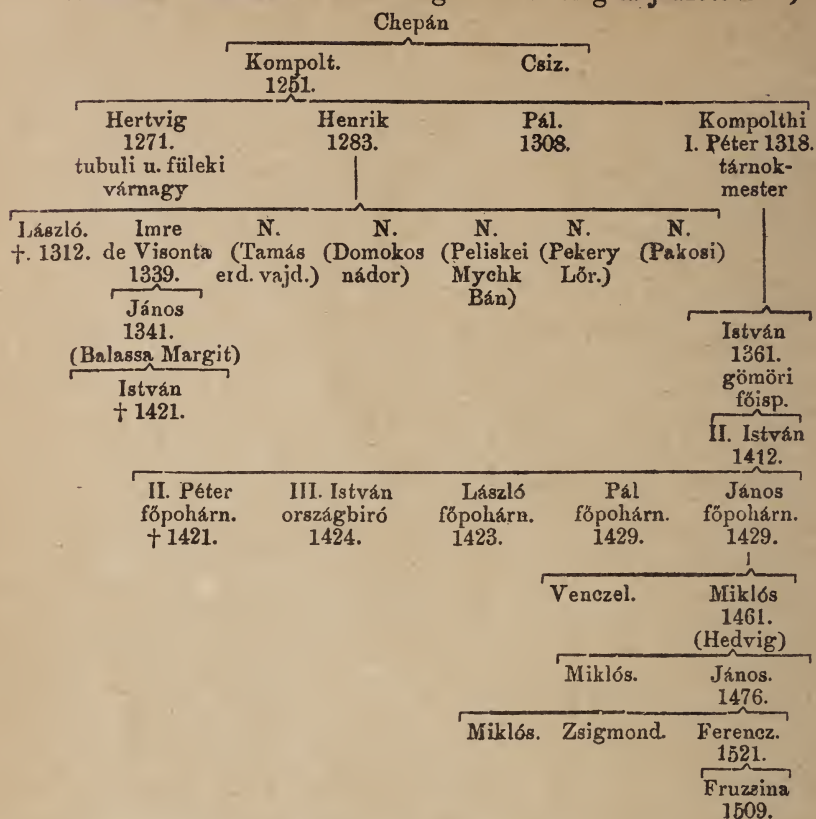 Chepán
Kompolt. Csiz.
1251.
Hertvig Henrik Pál. Kompolthi
1271. 1283. 1308. I. Péter 1318.
tubuli u. füleki tárnok-
várnagy mester
László. Imre N. N. N. N. N.
†. 1312. de Visonta (Tamás (Domokos (Peliskei (Pekery (Pakosi)
1339. erd. vajd.) nádor) Mychk Lőr.)
Bán)
János
1341.
(Balassa Margit)
István
† 1421.
István
1361.
gömöri
főisp.
II. István
1412.
II. Péter III. István László Pál János
főpohárn. országbiró főpohárn. főpohárn. főpohárn.
† 1421. 1424. 1423. 1429. 1429.
Venczel. Miklós
1461.
(Hedvig)
Miklós. János.
1476.
Miklós. Zsigmond. Ferencz.
1521.
Fruzsina
1509.